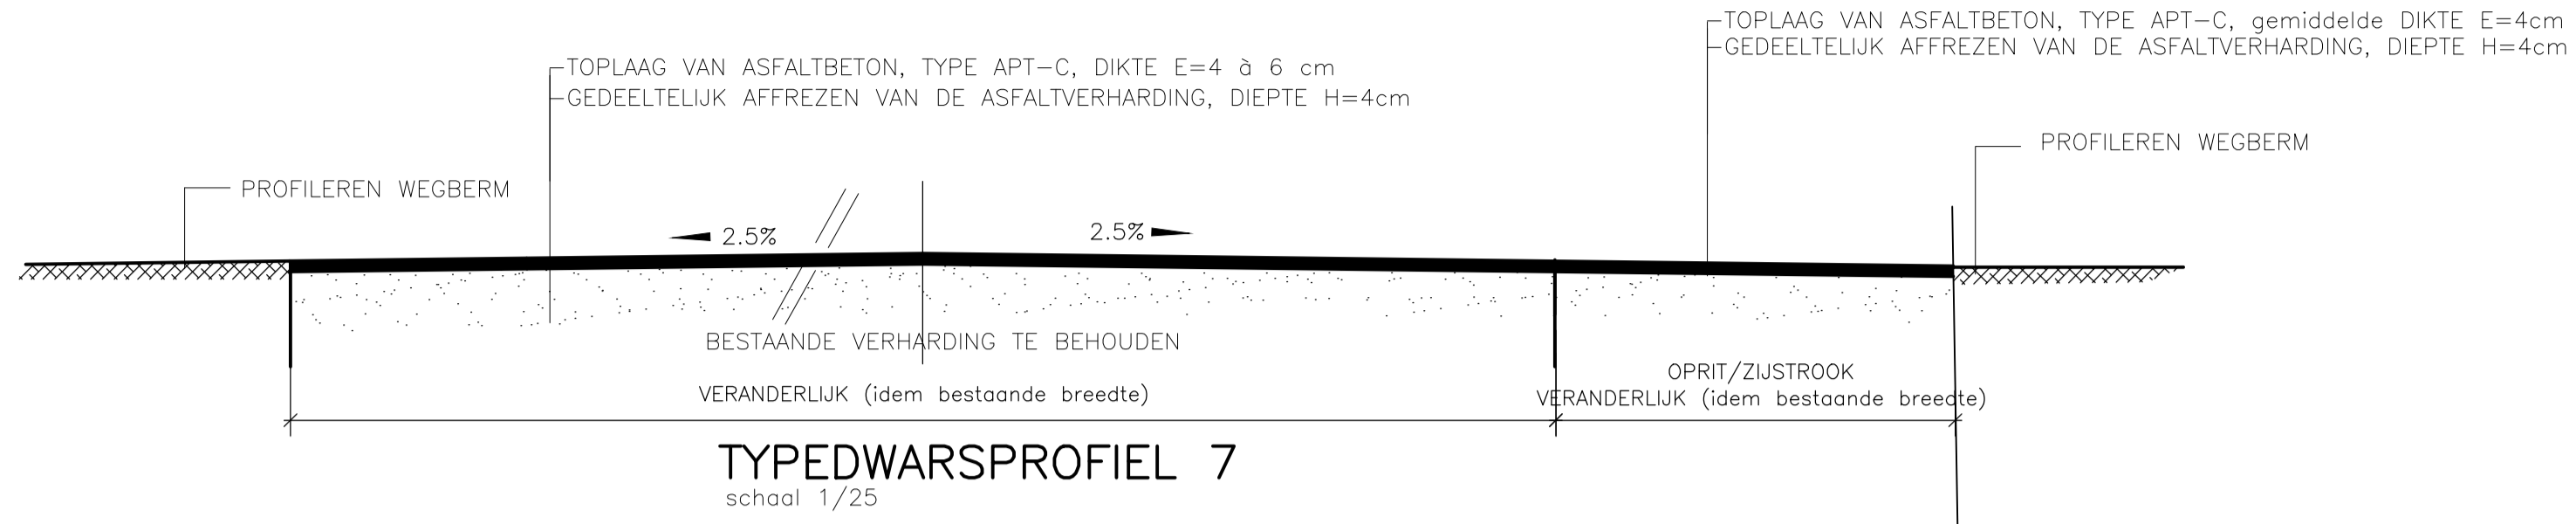 TOPLAAG VAN ASFALTBETON, TYPE APT-C, gemiddelde DIKTE E=4cm
GEDEELTELIJK AFFREZEN VAN DE ASFALTVERHARDING, DIEPTE H=4cm
TOPLAAG VAN ASFALTBETON, TYPE APT-C, DIKTE E=4 à 6 cm
GEDEELTELIJK AFFREZEN VAN DE ASFALTVERHARDING, DIEPTE H=4cm
PROFILEREN WEGBERM
PROFILEREN WEGBERM
2.5%
2.5%
BESTAANDE VERHARDING TE BEHOUDEN
VERANDERLIJK (idem bestaande breedte)
OPRIT/ZIJSTROOK
VERANDERLIJK (idem bestaande breedte)
TYPEDWARSPROFIEL 7
schaal 1/25